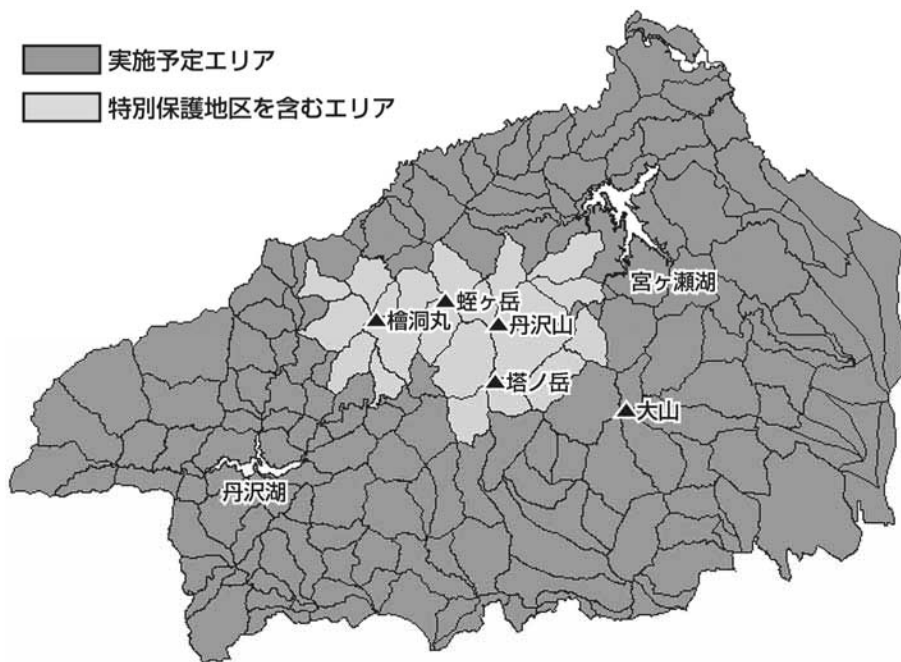 実施予定エリア
特別保護地区を含むエリア
宮ヶ瀬湖
蛭ヶ岳
檜洞丸
丹沢山
塔ノ岳
大山
丹沢湖